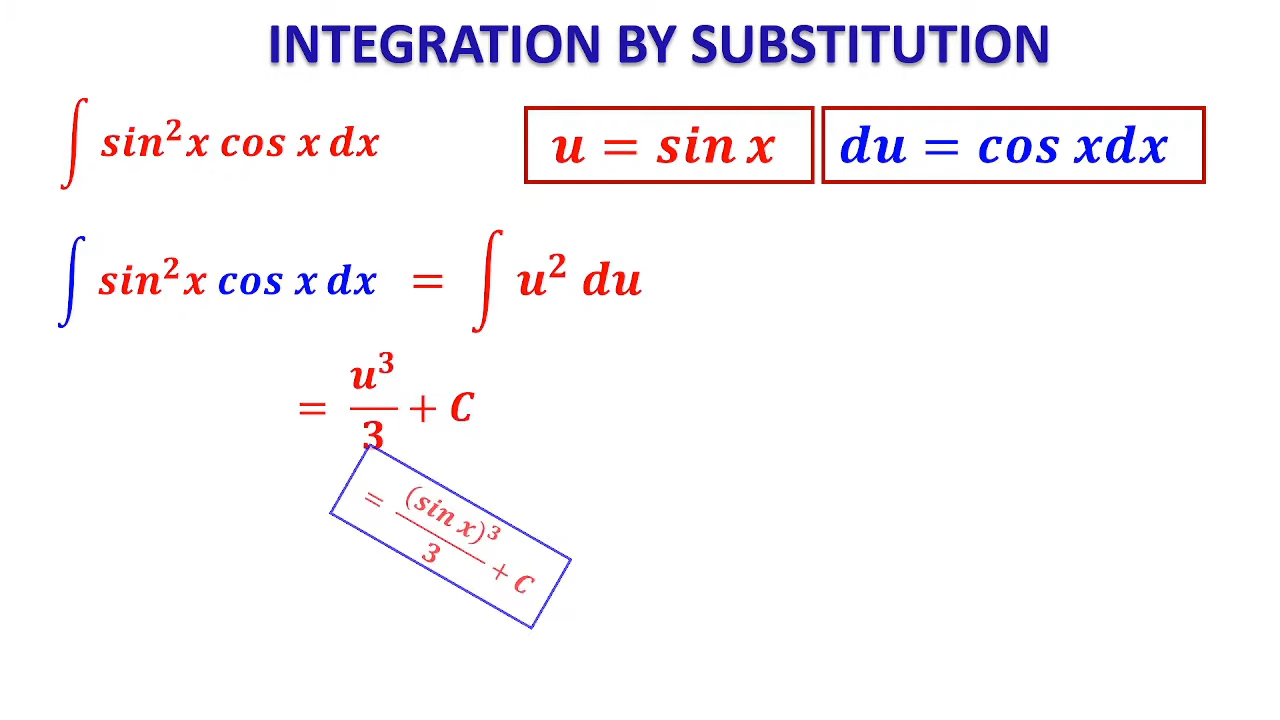 INTEGRATION BY SUBSTITUTION
∫ sin²x cos x dx
u = sin x
du = cos xdx
∫ sin²x cos x dx = ∫ u² du
= u³/3 + C
= (sin x)³/3 + C